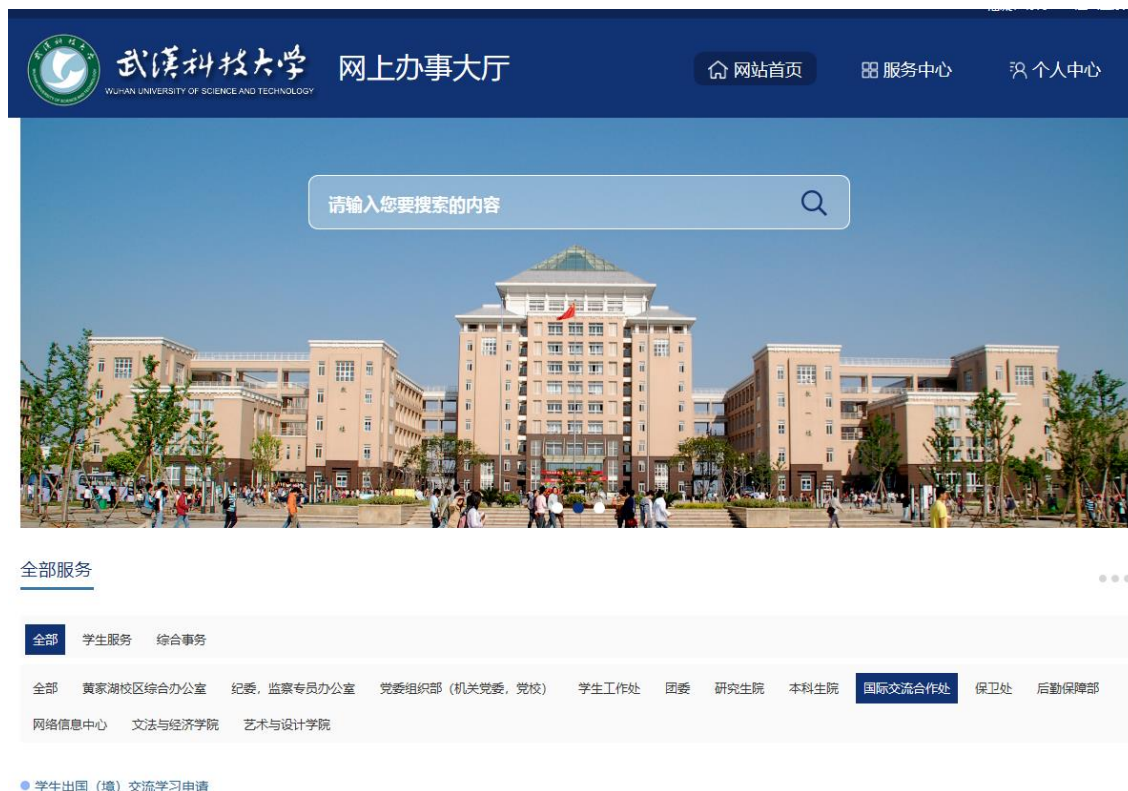 武汉科技大学 网上办事大厅 网站首页 服务中心 个人中心
WUHAN UNIVERSITY OF SCIENCE AND TECHNOLOGY
请输入您要搜索的内容
全部服务
全部 学生服务 综合事务
全部 黄家湖校区综合办公室 纪委，监察专员办公室 党委组织部（机关党委，党校） 学生工作处 团委 研究生院 本科生院 国际交流合作处 保卫处 后勤保障部
网络信息中心 文法与经济学院 艺术与设计学院
学生出国（境）交流学习申请